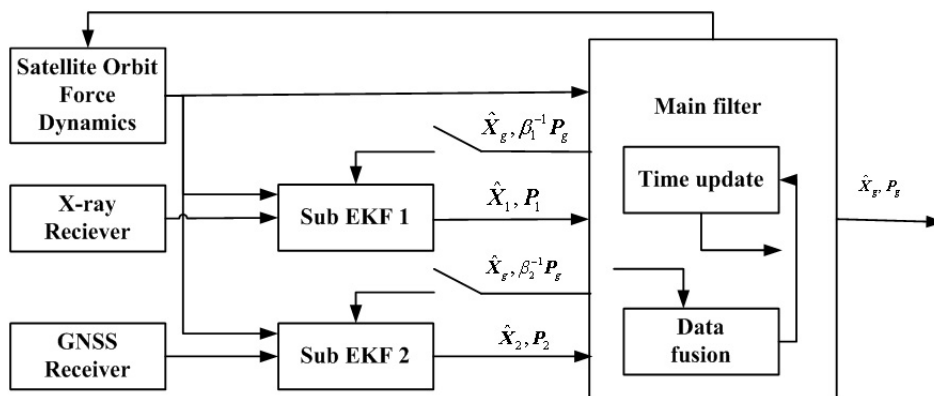 Satellite Orbit
Force
Dynamics
Main filter
X̂g, β₁⁻¹Pg
Time update
X̂g, Pg
X-ray
Reciever
Sub EKF 1
X̂₁, P₁
X̂g, β₂⁻¹Pg
GNSS
Receiver
Sub EKF 2
X̂₂, P₂
Data
fusion